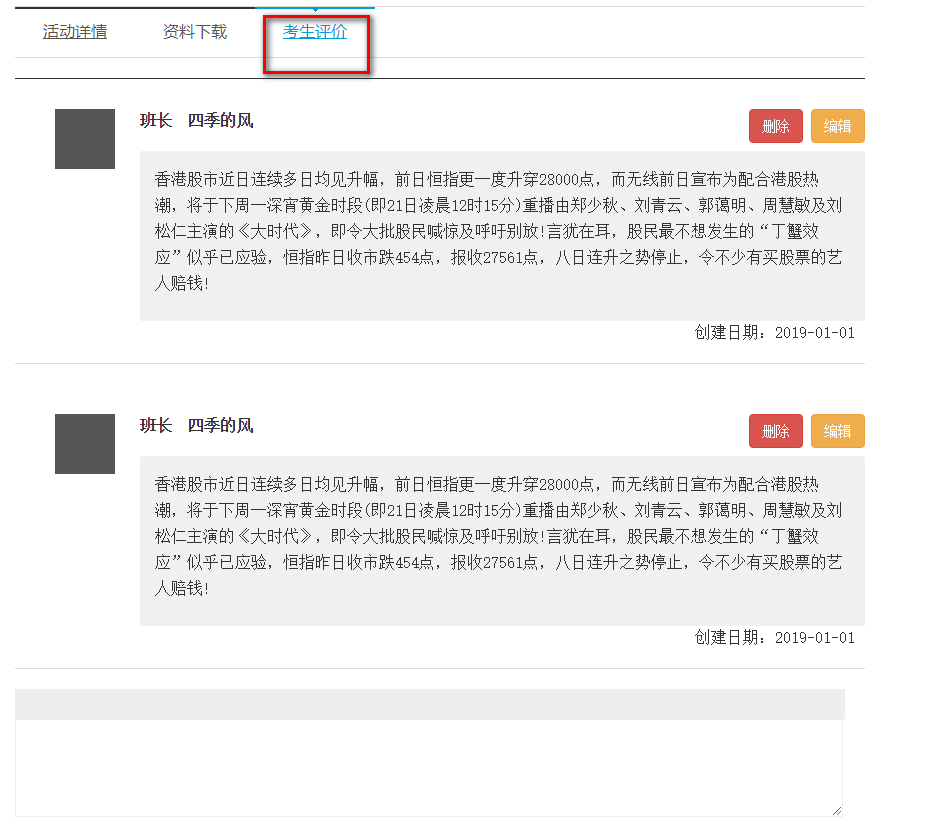 活动详情 资料下载 考生评价
班长 四季的风 删除 编辑
香港股市近日连续多日均见升幅，前日恒指更一度升穿28000点，而无线前日宣布为配合港股热
潮，将于下周一深宵黄金时段(即21日凌晨12时15分)重播由郑少秋、刘青云、郭蔼明、周慧敏及刘
松仁主演的《大时代》，即令大批股民喊惊及呼吁别放!言犹在耳，股民最不想发生的“丁蟹效
应”似乎已应验，恒指昨日收市跌454点，报收27561点，八日连升之势停止，令不少有买股票的艺
人赔钱!
创建日期：2019-01-01
班长 四季的风 删除 编辑
香港股市近日连续多日均见升幅，前日恒指更一度升穿28000点，而无线前日宣布为配合港股热
潮，将于下周一深宵黄金时段(即21日凌晨12时15分)重播由郑少秋、刘青云、郭蔼明、周慧敏及刘
松仁主演的《大时代》，即令大批股民喊惊及呼吁别放!言犹在耳，股民最不想发生的“丁蟹效
应”似乎已应验，恒指昨日收市跌454点，报收27561点，八日连升之势停止，令不少有买股票的艺
人赔钱!
创建日期：2019-01-01